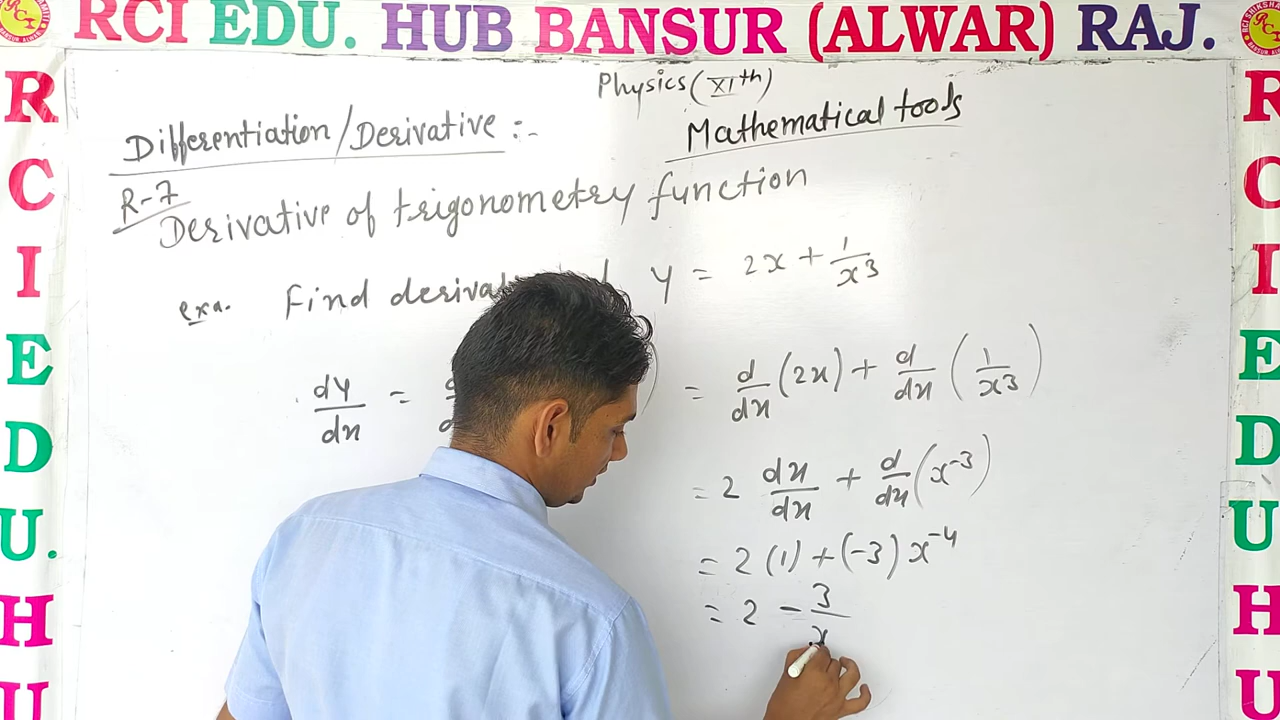 RCI EDU. HUB BANSUR (ALWAR) RAJ.
R
C
I
E
D
U.
H
U
Physics (XIth)
Mathematical tools
Differentiation/Derivative :-
R-7
Derivative of trigonometry function
exa. Find y = 2x + 1/x³
dy/dx = = d/dx (2x) + d/dx (1/x³)
= 2 dx/dx + d/dx (x⁻³)
= 2 (1) + (-3) x⁻⁴
= 2 - 3/x
R
C
I
E
D
U
H
U